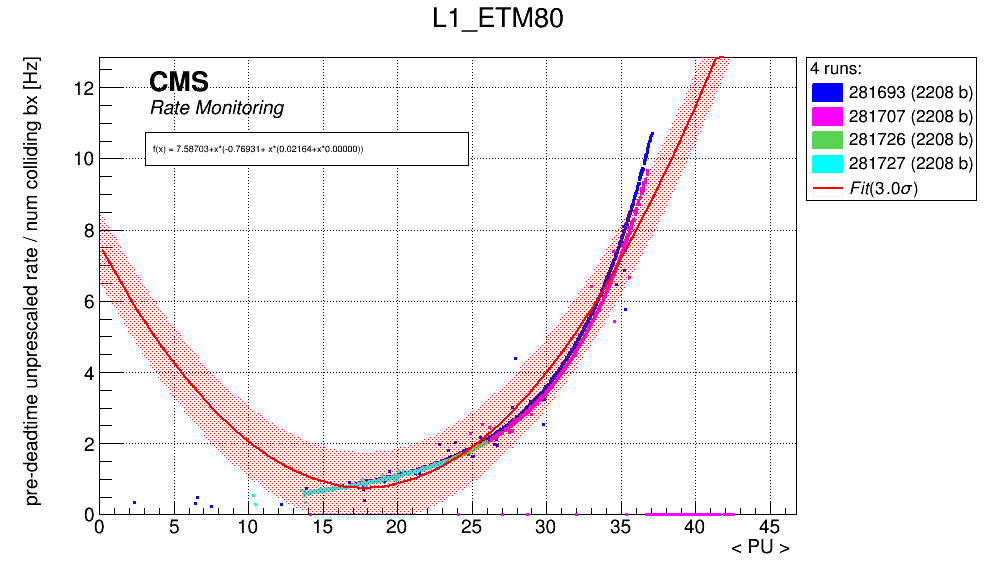 L1_ETM80
pre-deadtime unprescaled rate / num colliding bx [Hz]
CMS
Rate Monitoring
f(x) = 7.58703+x*(-0.76931+ x*(0.02164+x*0.00000))
4 runs:
281693 (2208 b)
281707 (2208 b)
281726 (2208 b)
281727 (2208 b)
Fit(3.0σ)
12
10
8
6
4
2
0
0 5 10 15 20 25 30 35 40 45
< PU >